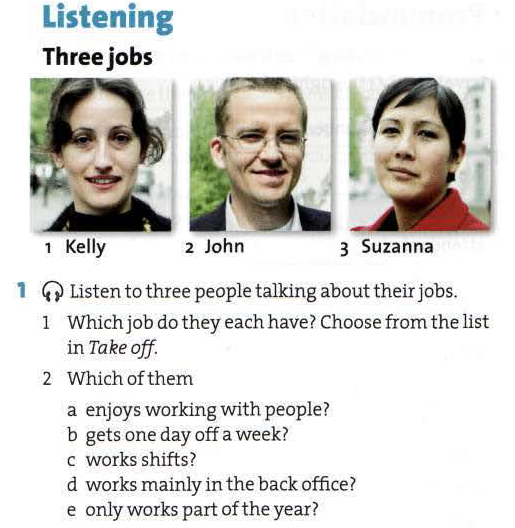 Listening
Three jobs
1 Kelly
2 John
3 Suzanna
1 Listen to three people talking about their jobs.
1 Which job do they each have? Choose from the list
in Take off.
2 Which of them
a enjoys working with people?
b gets one day off a week?
c works shifts?
d works mainly in the back office?
e only works part of the year?